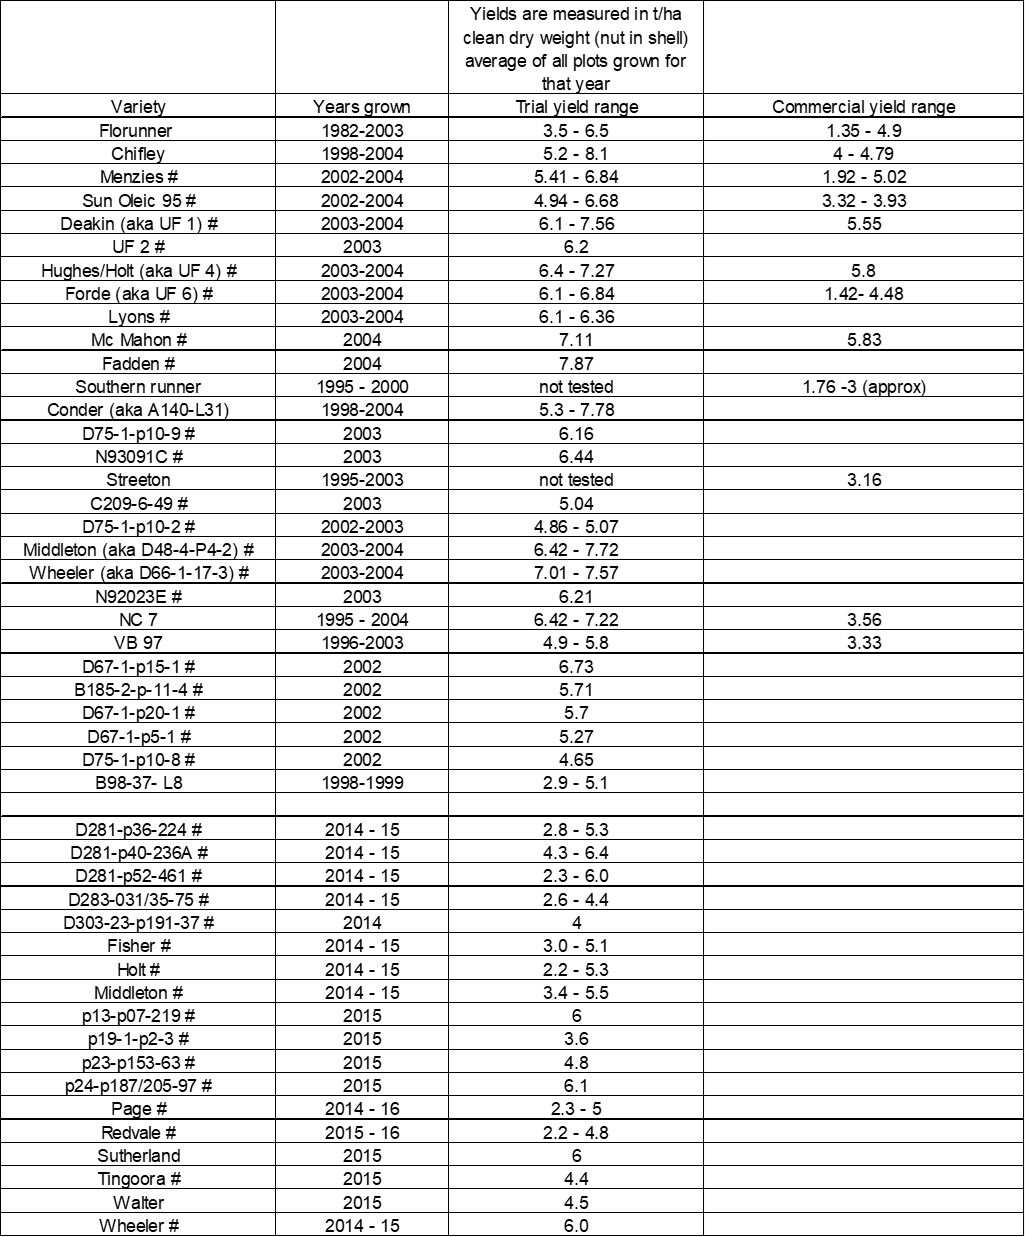 Yields are measured in t/ha
clean dry weight (nut in shell)
average of all plots grown for
that year
Variety Years grown Trial yield range Commercial yield range
Florunner 1982-2003 3.5 - 6.5 1.35 - 4.9
Chifley 1998-2004 5.2 - 8.1 4 - 4.79
Menzies # 2002-2004 5.41 - 6.84 1.92 - 5.02
Sun Oleic 95 # 2002-2004 4.94 - 6.68 3.32 - 3.93
Deakin (aka UF 1) # 2003-2004 6.1 - 7.56 5.55
UF 2 # 2003 6.2
Hughes/Holt (aka UF 4) # 2003-2004 6.4 - 7.27 5.8
Forde (aka UF 6) # 2003-2004 6.1 - 6.84 1.42- 4.48
Lyons # 2003-2004 6.1 - 6.36
Mc Mahon # 2004 7.11 5.83
Fadden # 2004 7.87
Southern runner 1995 - 2000 not tested 1.76 -3 (approx)
Conder (aka A140-L31) 1998-2004 5.3 - 7.78
D75-1-p10-9 # 2003 6.16
N93091C # 2003 6.44
Streeton 1995-2003 not tested 3.16
C209-6-49 # 2003 5.04
D75-1-p10-2 # 2002-2003 4.86 - 5.07
Middleton (aka D48-4-P4-2) # 2003-2004 6.42 - 7.72
Wheeler (aka D66-1-17-3) # 2003-2004 7.01 - 7.57
N92023E # 2003 6.21
NC 7 1995 - 2004 6.42 - 7.22 3.56
VB 97 1996-2003 4.9 - 5.8 3.33
D67-1-p15-1 # 2002 6.73
B185-2-p-11-4 # 2002 5.71
D67-1-p20-1 # 2002 5.7
D67-1-p5-1 # 2002 5.27
D75-1-p10-8 # 2002 4.65
B98-37- L8 1998-1999 2.9 - 5.1
D281-p36-224 # 2014 - 15 2.8 - 5.3
D281-p40-236A # 2014 - 15 4.3 - 6.4
D281-p52-461 # 2014 - 15 2.3 - 6.0
D283-031/35-75 # 2014 - 15 2.6 - 4.4
D303-23-p191-37 # 2014 4
Fisher # 2014 - 15 3.0 - 5.1
Holt # 2014 - 15 2.2 - 5.3
Middleton # 2014 - 15 3.4 - 5.5
p13-p07-219 # 2015 6
p19-1-p2-3 # 2015 3.6
p23-p153-63 # 2015 4.8
p24-p187/205-97 # 2015 6.1
Page # 2014 - 16 2.3 - 5
Redvale # 2015 - 16 2.2 - 4.8
Sutherland 2015 6
Tingoora # 2015 4.4
Walter 2015 4.5
Wheeler # 2014 - 15 6.0